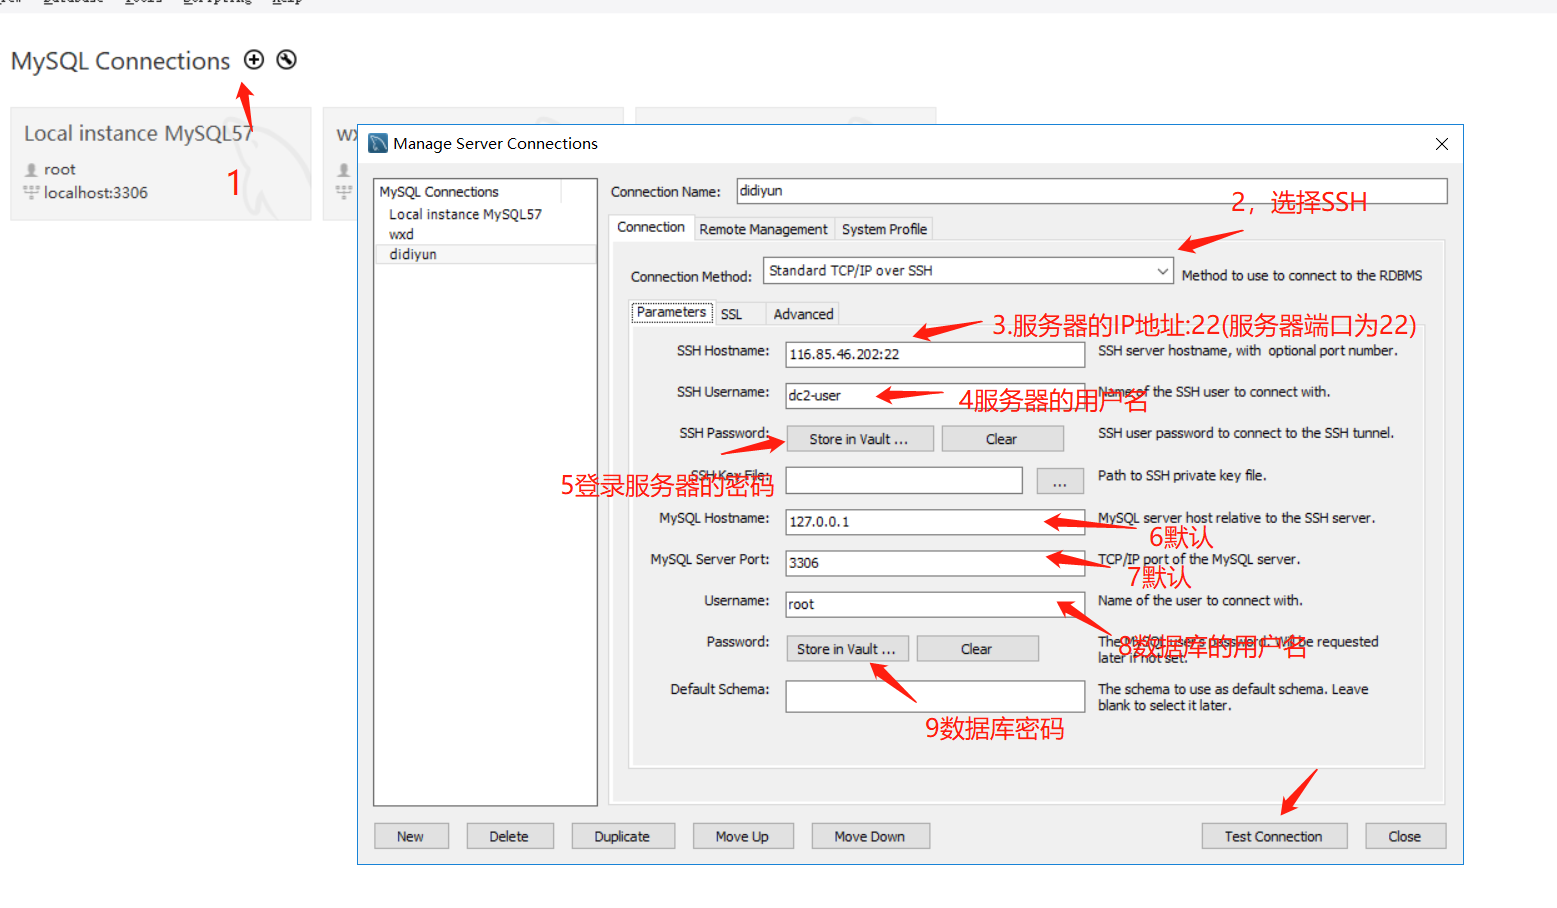 Database Tools Scripting Help
MySQL Connections
Local instance MySQL57
root
localhost:3306
1
wx
Manage Server Connections
MySQL Connections
Local instance MySQL57
wxd
didiyun
Connection Name: didiyun
2，选择SSH
Connection Remote Management System Profile
Connection Method: Standard TCP/IP over SSH Method to use to connect to the RDBMS
Parameters SSL Advanced
3.服务器的IP地址:22(服务器端口为22)
SSH Hostname: 116.85.46.202:22 SSH server hostname, with optional port number.
SSH Username: dc2-user Name of the SSH user to connect with.
4服务器的用户名
SSH Password: Store in Vault ... Clear SSH user password to connect to the SSH tunnel.
SSH Key File: ... Path to SSH private key file.
5登录服务器的密码
MySQL Hostname: 127.0.0.1 MySQL server host relative to the SSH server.
6默认
MySQL Server Port: 3306 TCP/IP port of the MySQL server.
7默认
Username: root Name of the user to connect with.
Password: Store in Vault ... Clear The MySQL user's password. Will be requested
later if not set.
8数据库的用户名
Default Schema: The schema to use as default schema. Leave
blank to select it later.
9数据库密码
New Delete Duplicate Move Up Move Down Test Connection Close